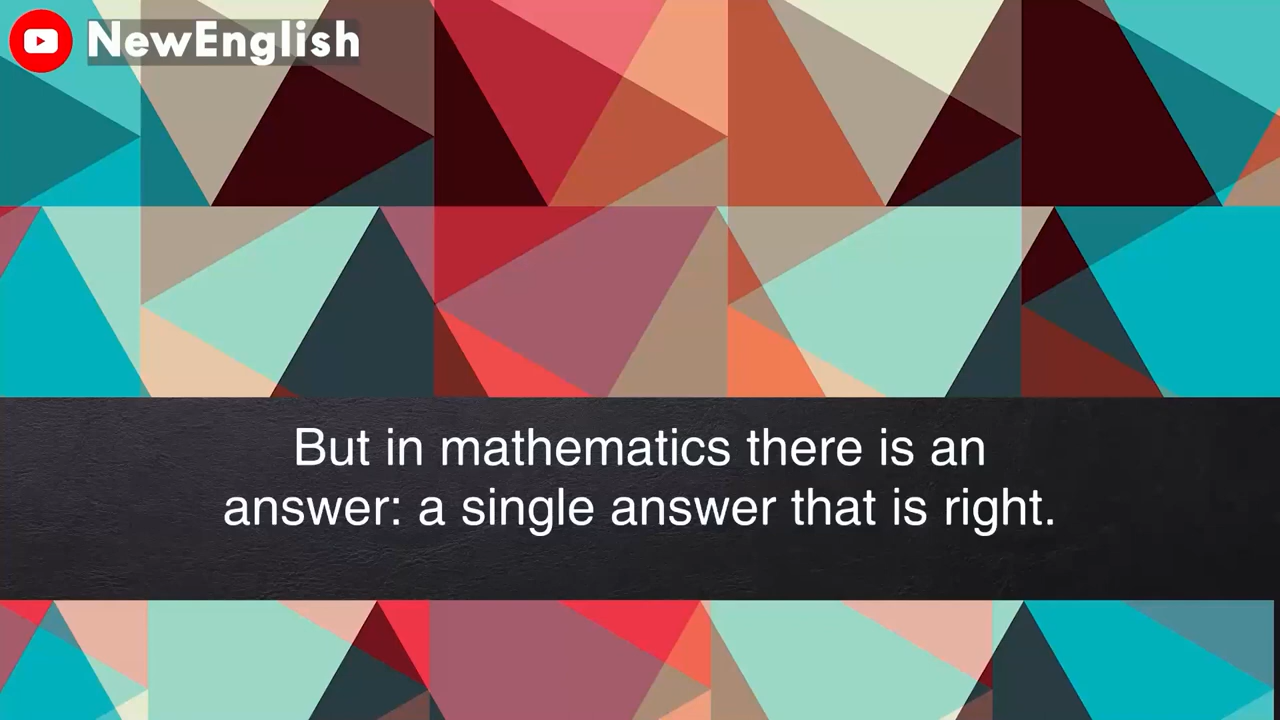 NewEnglish
But in mathematics there is an
answer: a single answer that is right.